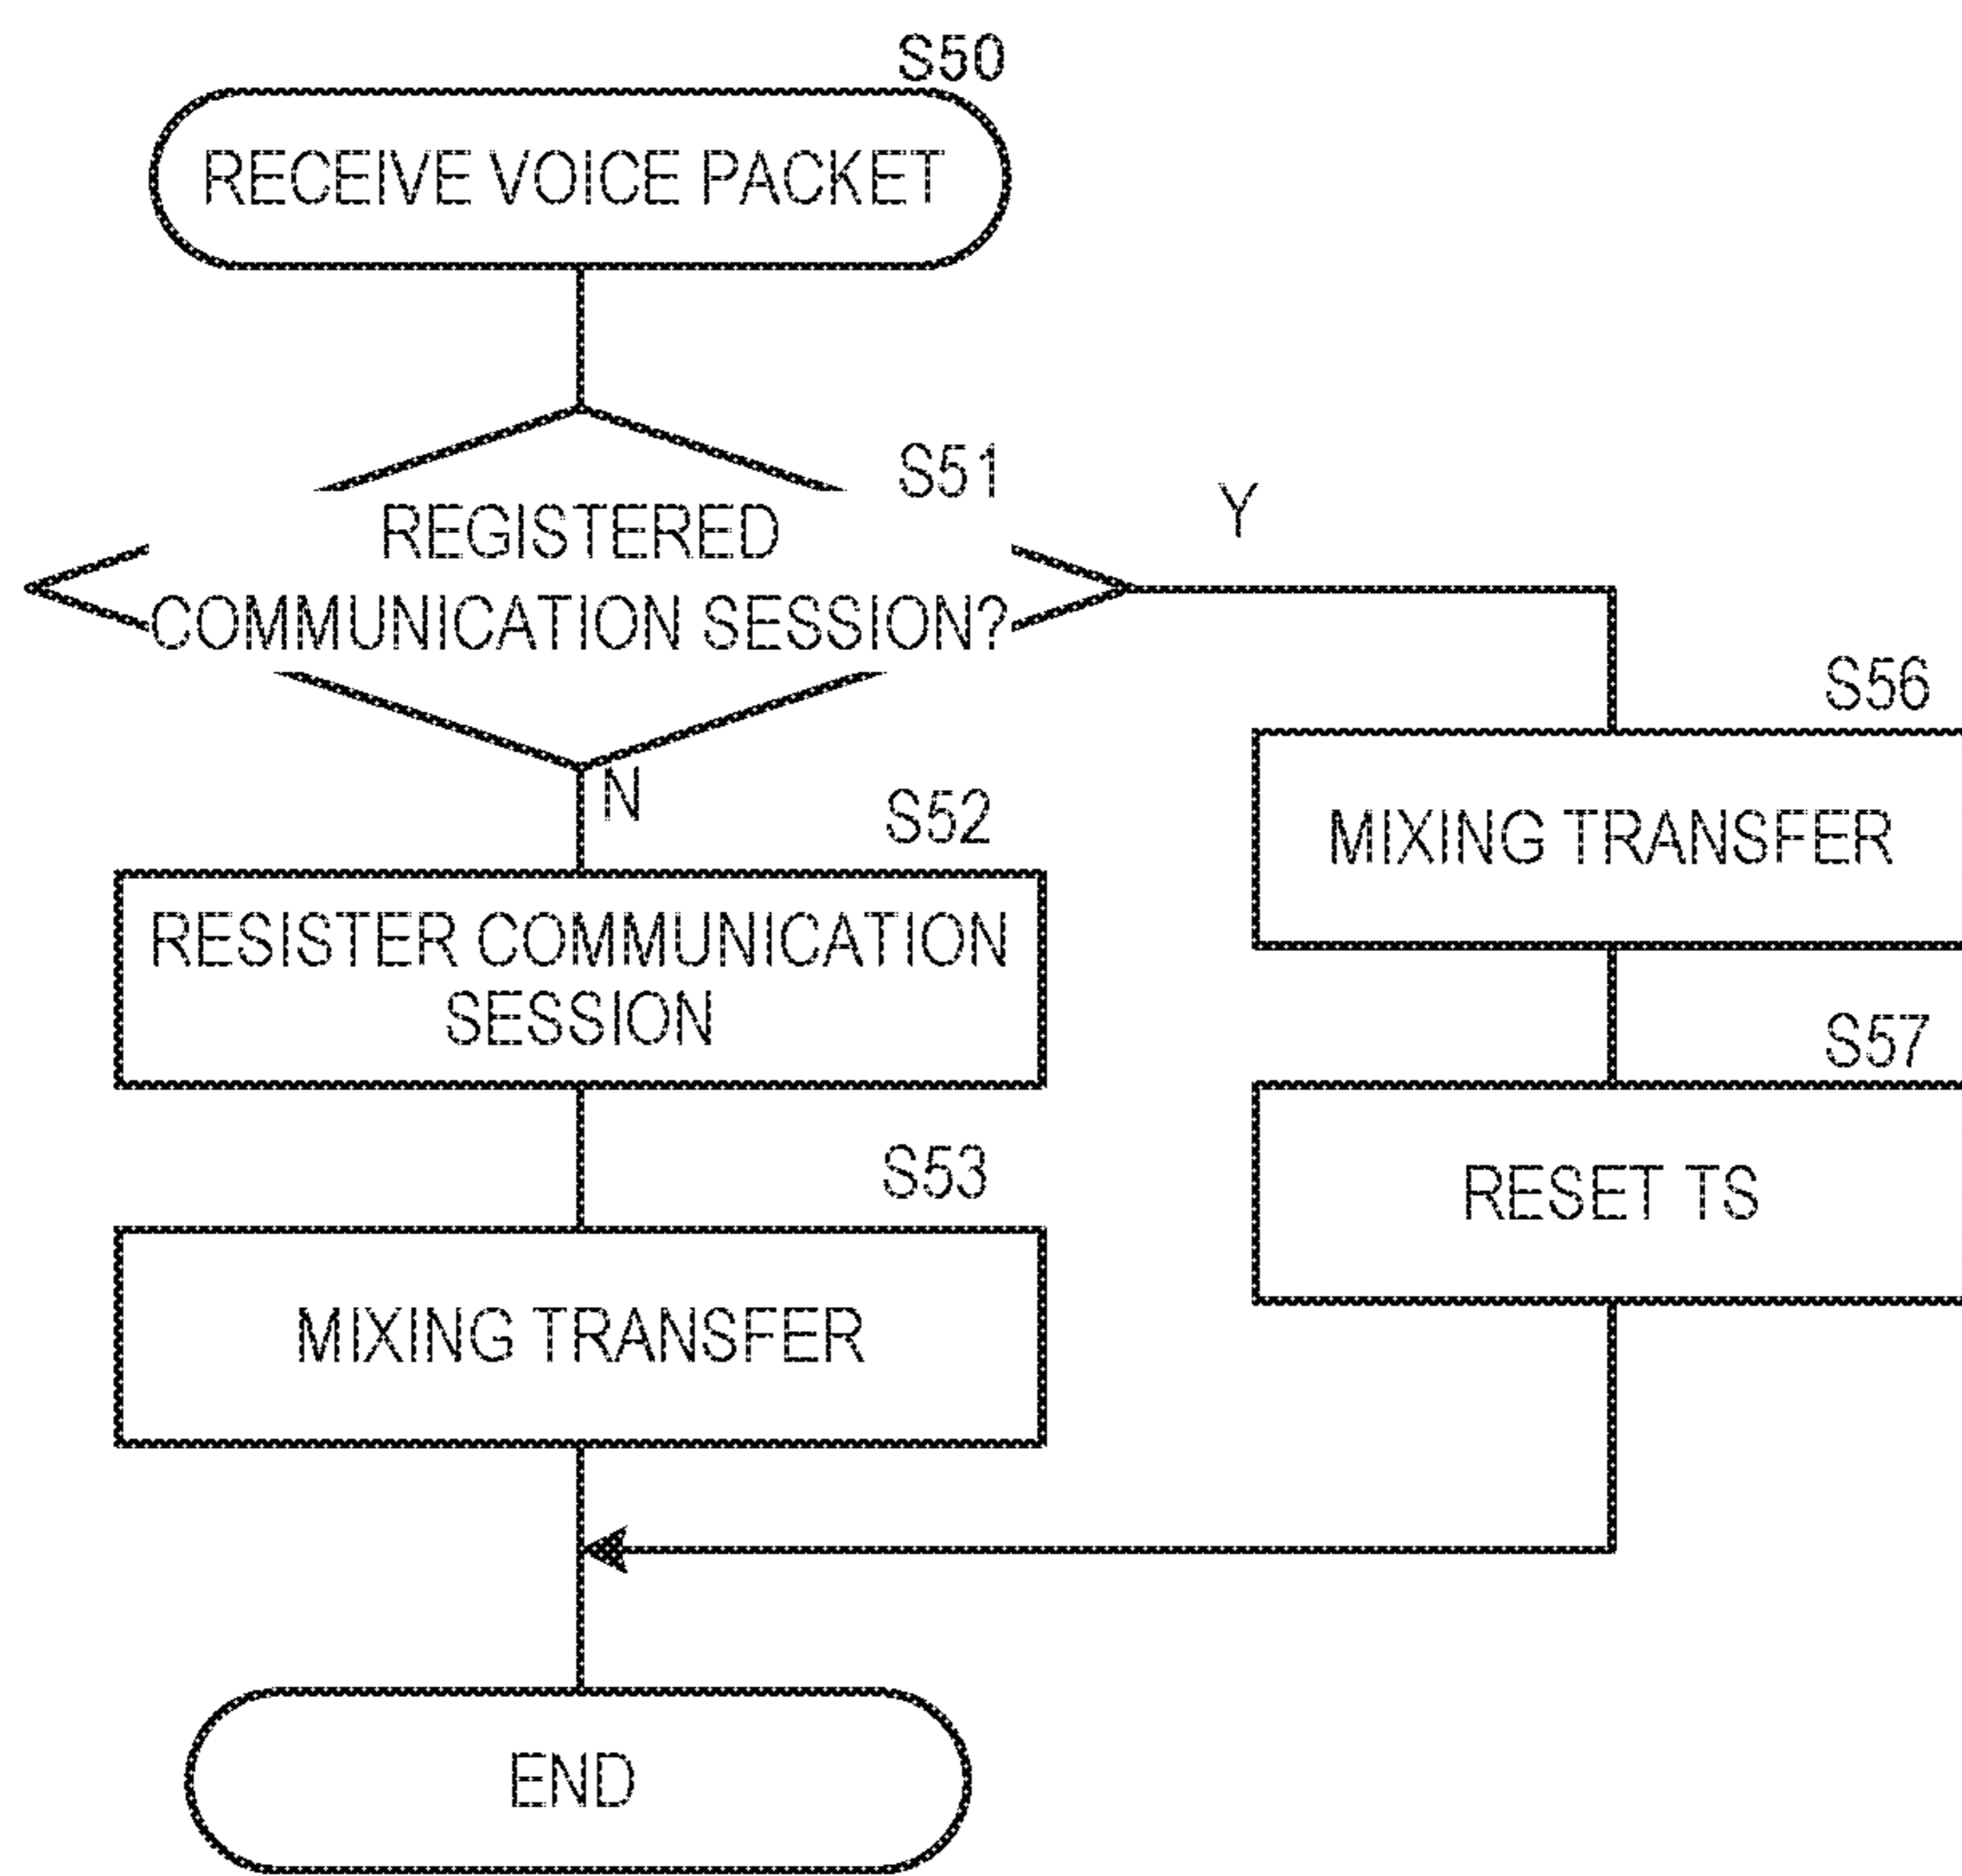 S50
RECEIVE VOICE PACKET
S51
REGISTERED
COMMUNICATION SESSION?
Y
N
S52
RESISTER COMMUNICATION
SESSION
S53
MIXING TRANSFER
S56
MIXING TRANSFER
S57
RESET TS
END